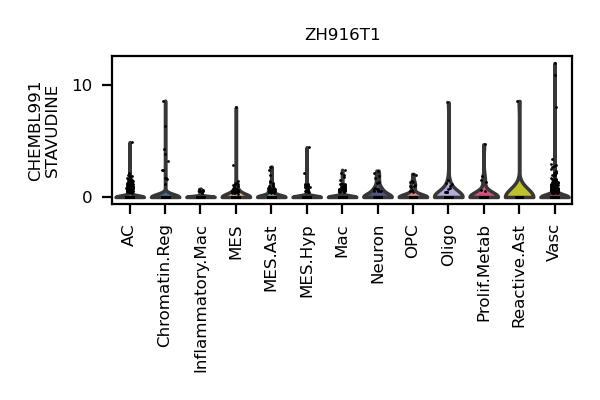 ZH916T1
CHEMBL991
STAVUDINE
10
0
AC
Chromatin.Reg
Inflammatory.Mac
MES
MES.Ast
MES.Hyp
Mac
Neuron
OPC
Oligo
Prolif.Metab
Reactive.Ast
Vasc